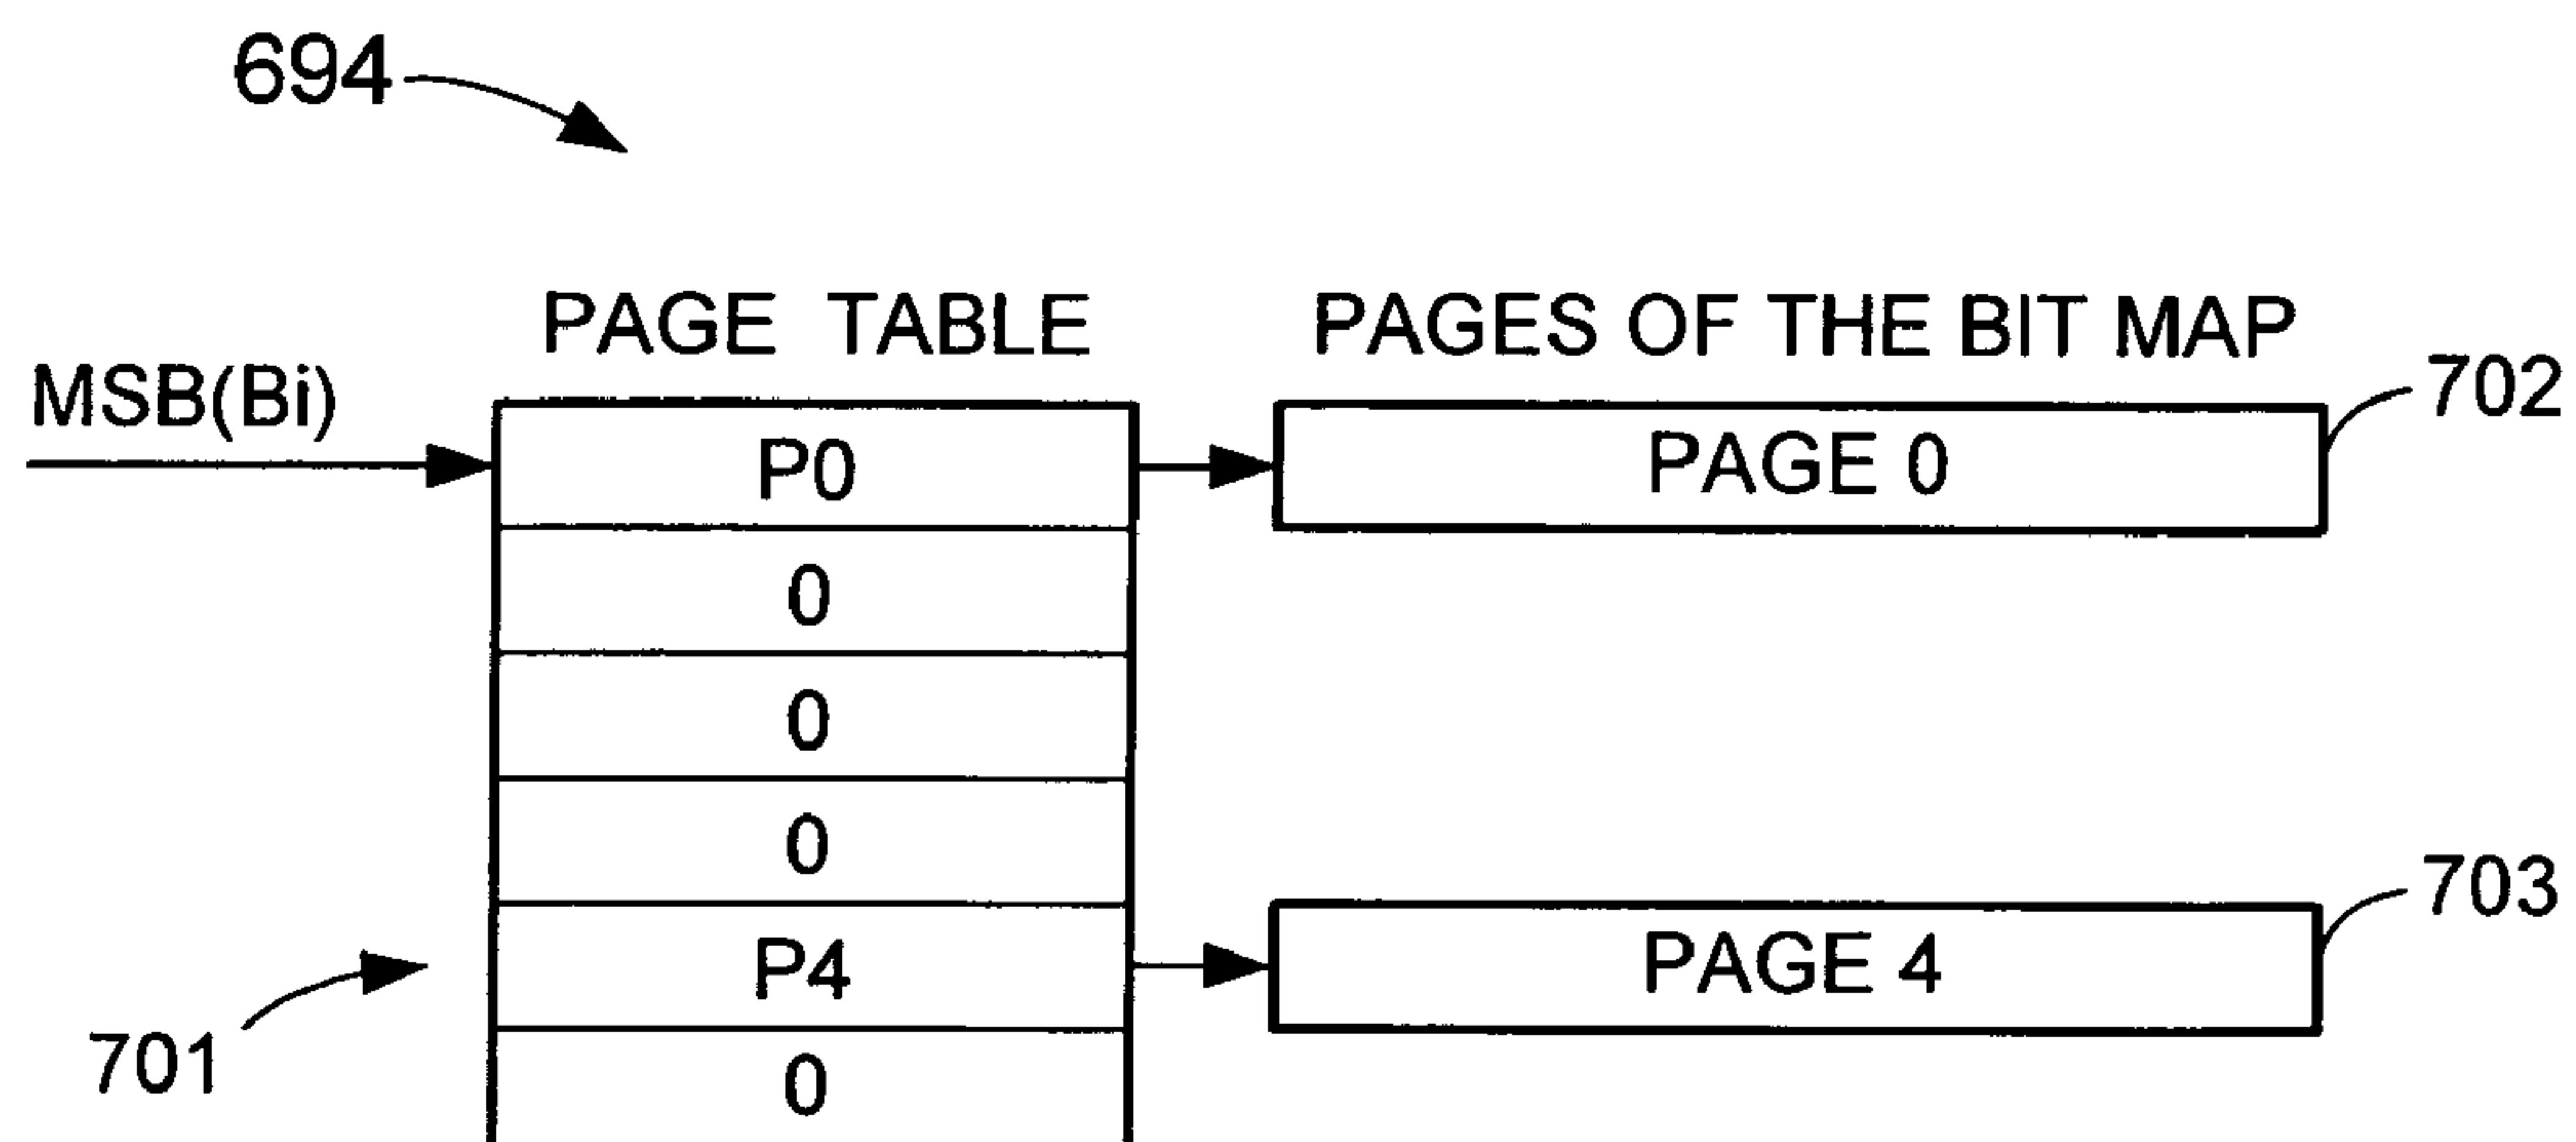 694
PAGE TABLE
PAGES OF THE BIT MAP
MSB(Bi)
702
P0
PAGE 0
0
0
0
703
P4
PAGE 4
701
0